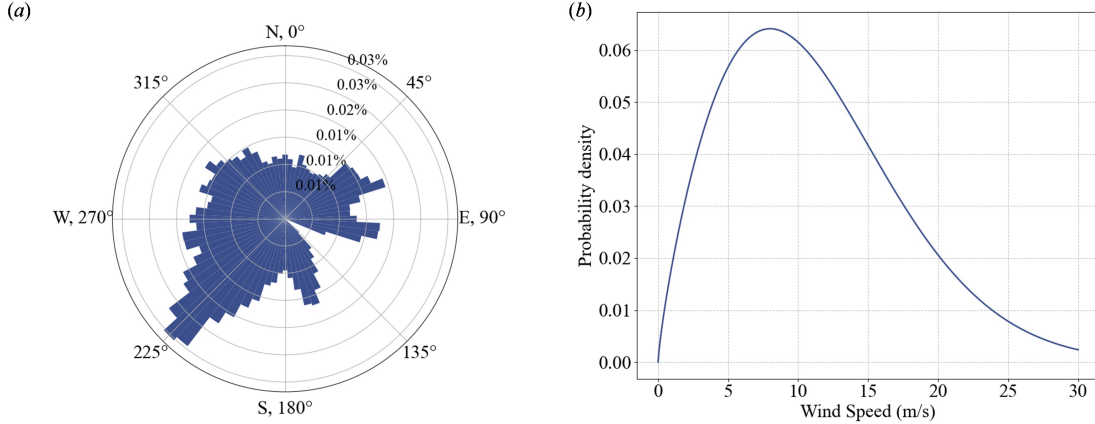 (a)
N, 0°
0.03%
315°
45°
0.03%
0.02%
0.01%
0.01%
0.01%
W, 270°
E, 90°
225°
135°
S, 180°
(b)
Probability density
0.06
0.05
0.04
0.03
0.02
0.01
0.00
0 5 10 15 20 25 30
Wind Speed (m/s)